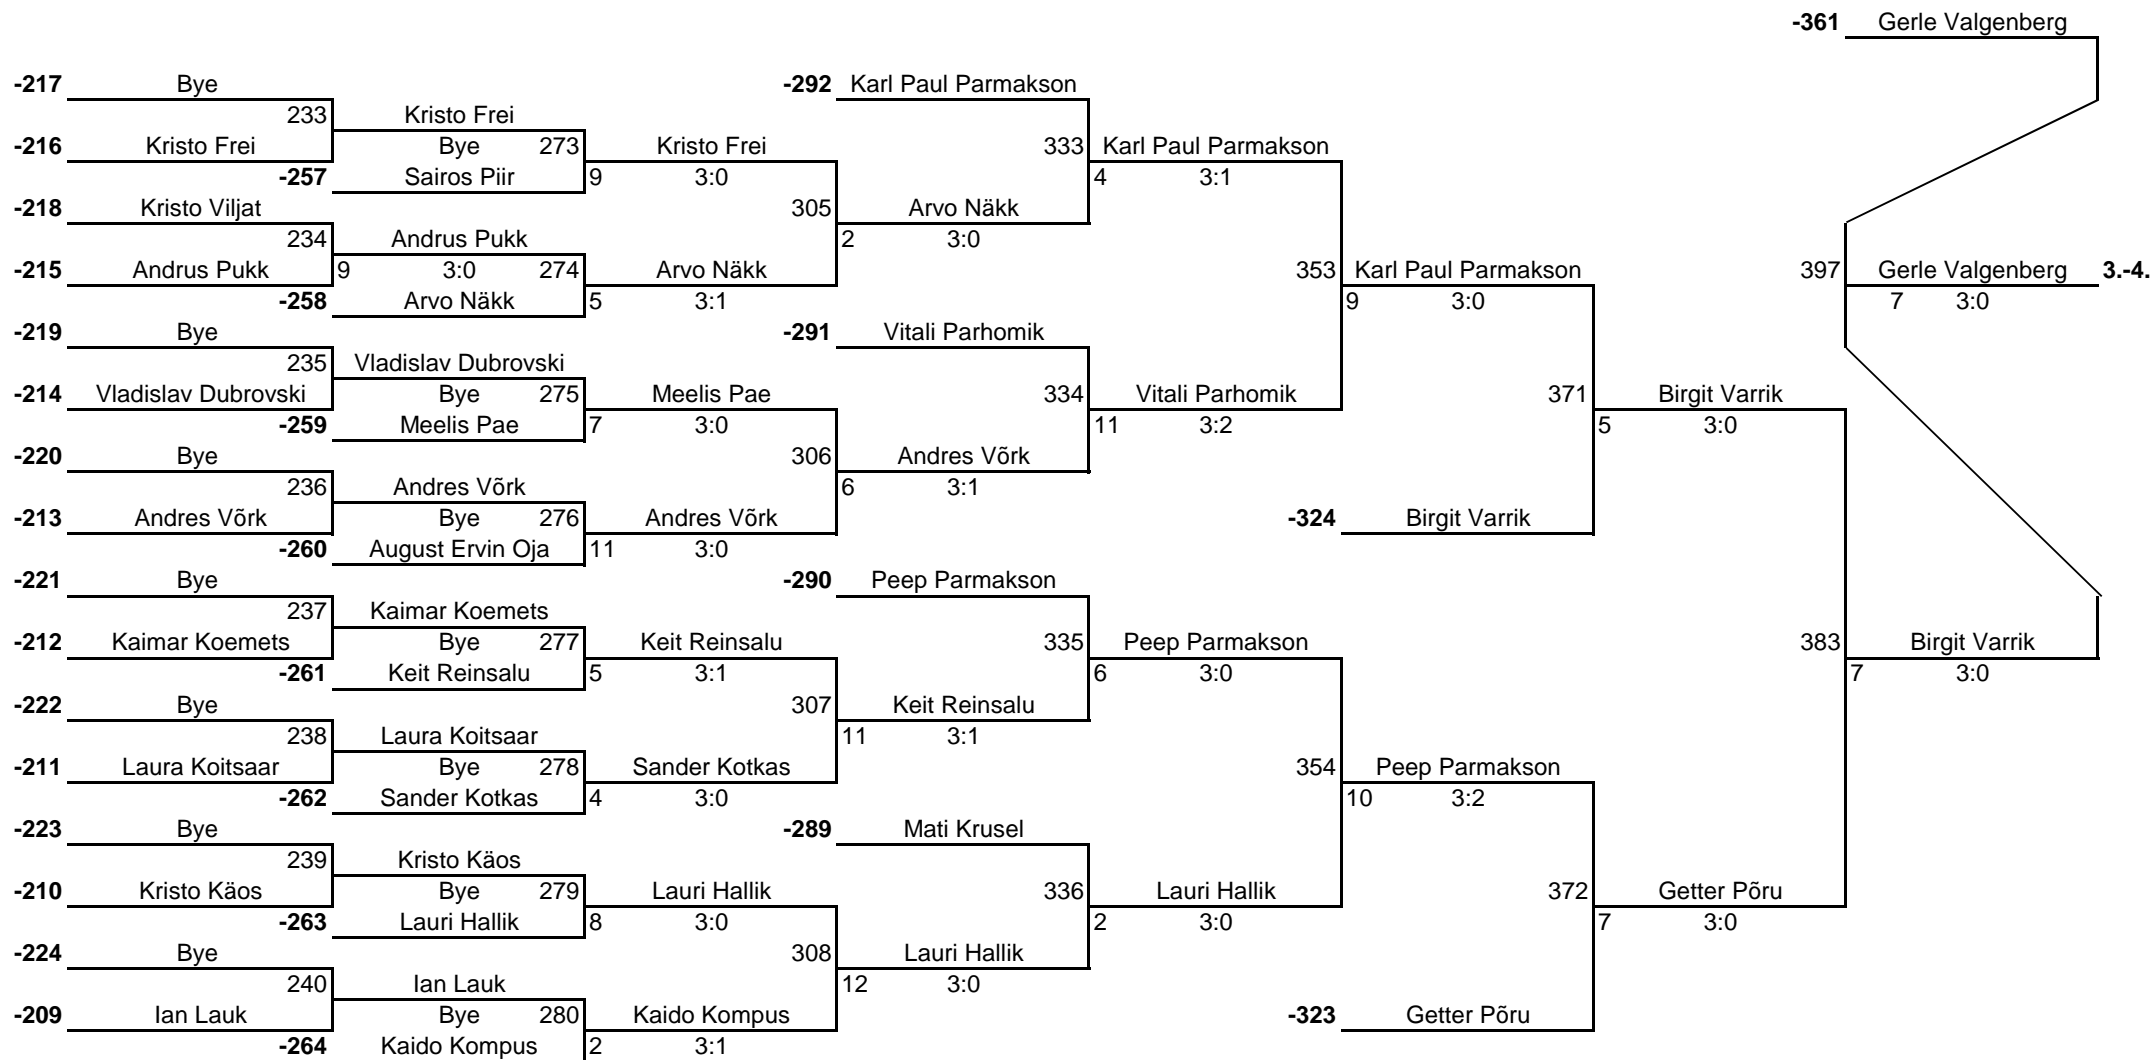 -361 Gerle Valgenberg
-217 Bye -292 Karl Paul Parmakson
233 Kristo Frei
-216 Kristo Frei Bye 273 Kristo Frei 333 Karl Paul Parmakson
-257 Sairos Piir 9 3:0 4 3:1
-218 Kristo Viljat 305 Arvo Näkk
234 Andrus Pukk 2 3:0
-215 Andrus Pukk 9 3:0 274 Arvo Näkk 353 Karl Paul Parmakson 397 Gerle Valgenberg 3.-4.
-258 Arvo Näkk 5 3:1 9 3:0 7 3:0
-219 Bye -291 Vitali Parhomik
235 Vladislav Dubrovski
-214 Vladislav Dubrovski Bye 275 Meelis Pae 334 Vitali Parhomik 371 Birgit Varrik
-259 Meelis Pae 7 3:0 11 3:2 5 3:0
-220 Bye 306 Andres Võrk
236 Andres Võrk 6 3:1
-213 Andres Võrk Bye 276 Andres Võrk -324 Birgit Varrik
-260 August Ervin Oja 11 3:0
-221 Bye -290 Peep Parmakson
237 Kaimar Koemets
-212 Kaimar Koemets Bye 277 Keit Reinsalu 335 Peep Parmakson 383 Birgit Varrik
-261 Keit Reinsalu 5 3:1 6 3:0 7 3:0
-222 Bye 307 Keit Reinsalu
238 Laura Koitsaar 11 3:1
-211 Laura Koitsaar Bye 278 Sander Kotkas 354 Peep Parmakson
-262 Sander Kotkas 4 3:0 10 3:2
-223 Bye -289 Mati Krusel
239 Kristo Käos
-210 Kristo Käos Bye 279 Lauri Hallik 336 Lauri Hallik 372 Getter Põru
-263 Lauri Hallik 8 3:0 2 3:0 7 3:0
-224 Bye 308 Lauri Hallik
240 Ian Lauk 12 3:0
-209 Ian Lauk Bye 280 Kaido Kompus -323 Getter Põru
-264 Kaido Kompus 2 3:1